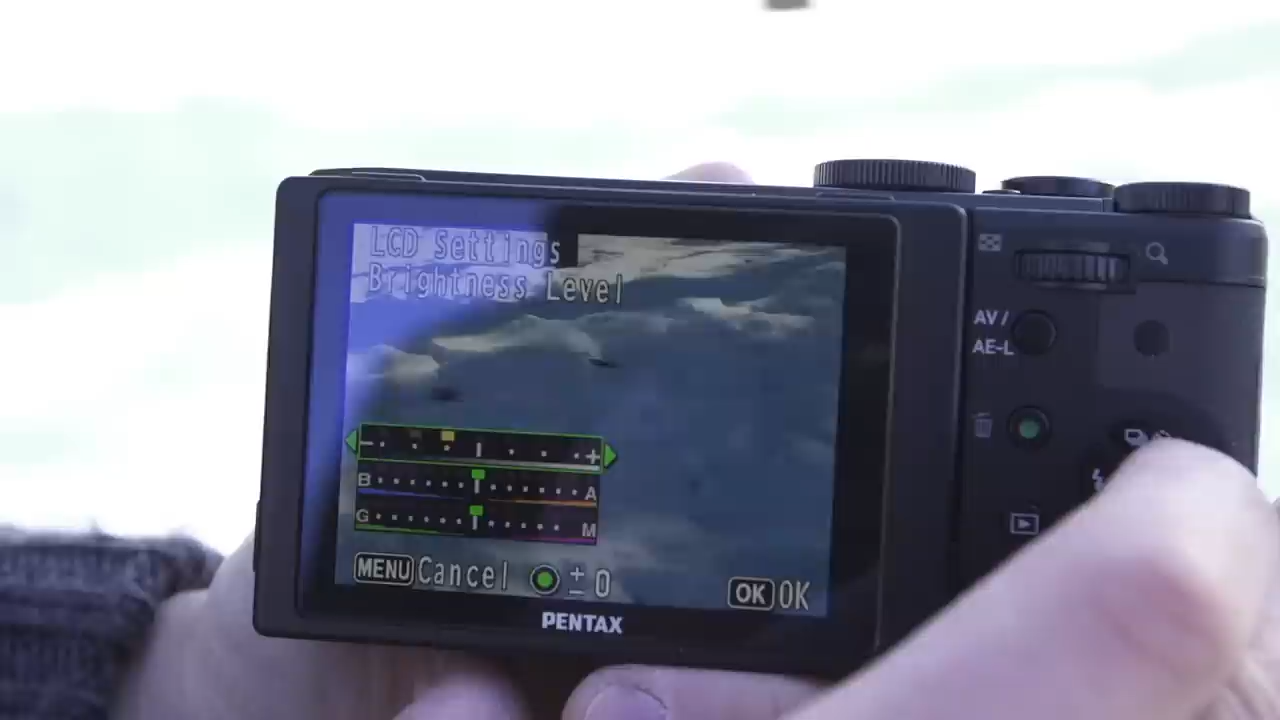 LCD Settings
Brightness Level
AV /
AE-L
− +
B A
G M
MENU Cancel ± 0 OK OK
PENTAX